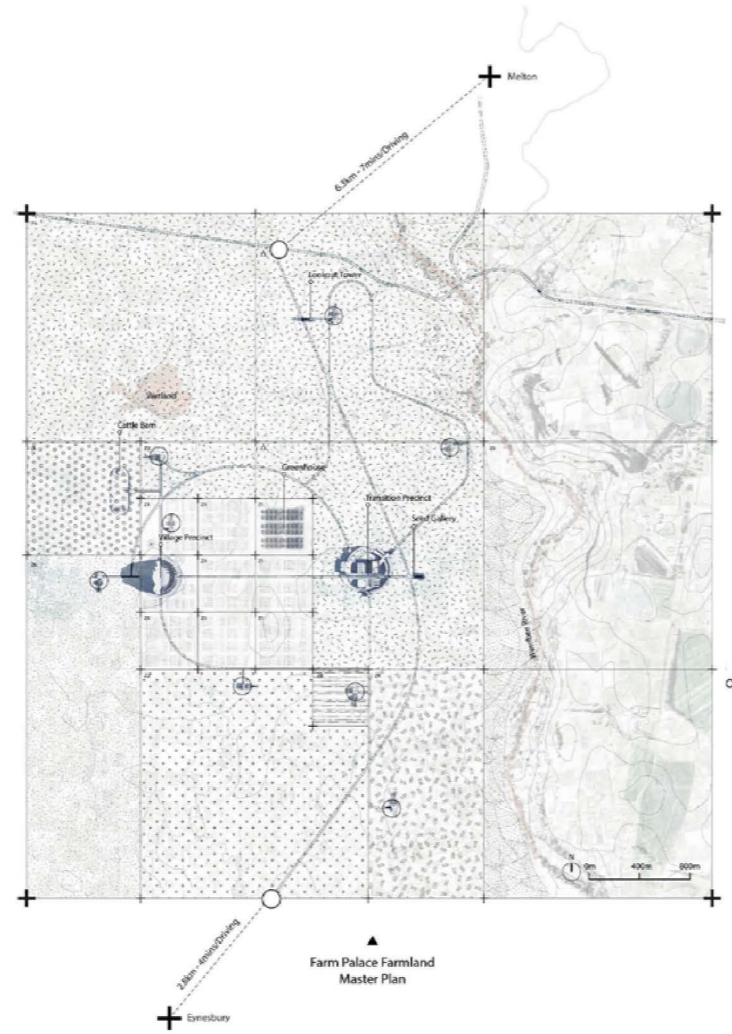 Melton
6.3km - 7mins/Driving
Lookout Tower
Wetland
Cattle Barn
Greenhouse
Transition Precinct
Seed Gallery
Village Precinct
Werribee River
N
0m 400m 800m
2.8km - 4mins/Driving
Farm Palace Farmland
Master Plan
Eynesbury